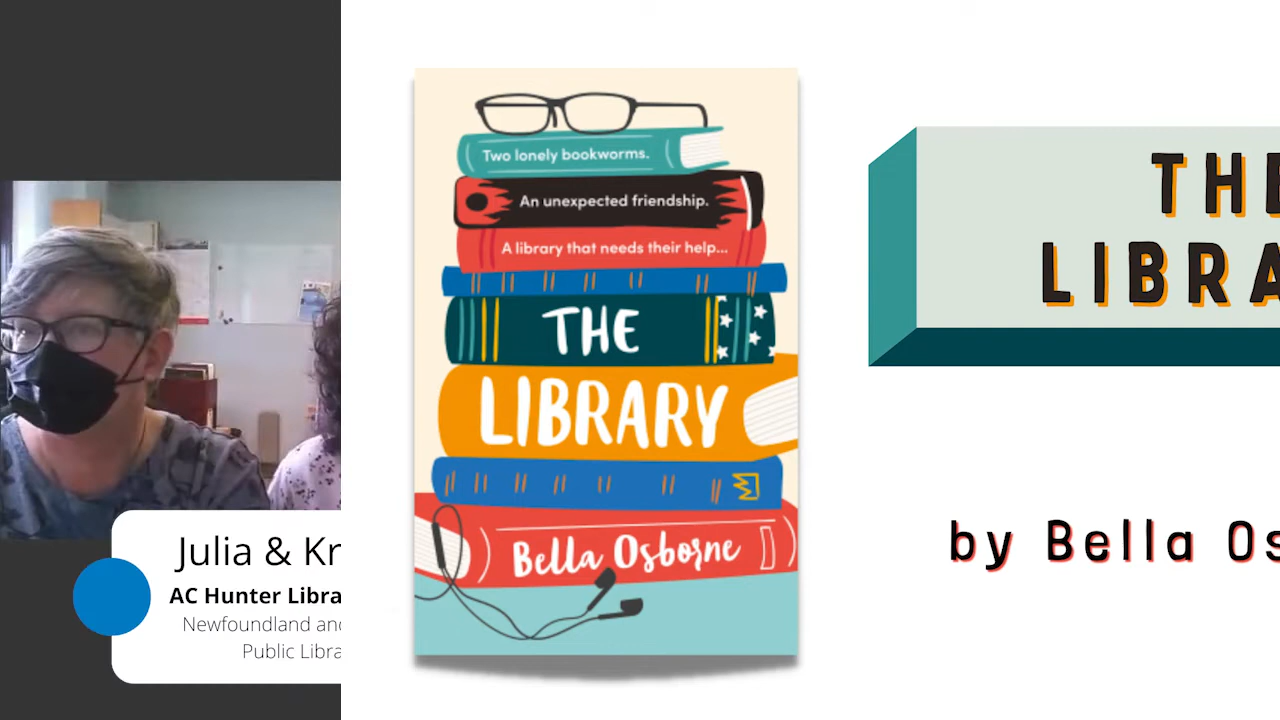 Julia & Kr
AC Hunter Libra
Newfoundland and
Public Libra
Two lonely bookworms.
An unexpected friendship.
A library that needs their help...
THE
LIBRARY
Bella Osborne
THE
LIBRA
by Bella Os